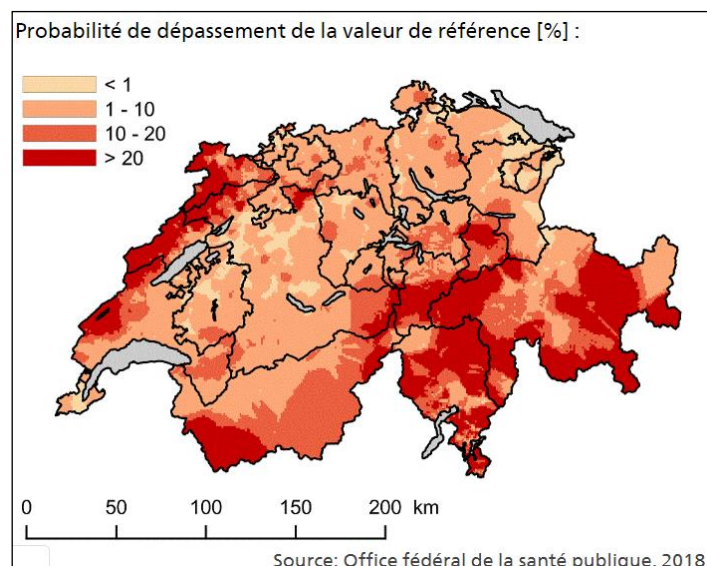 Probabilité de dépassement de la valeur de référence [%] :
< 1
1 - 10
10 - 20
> 20
0 50 100 150 200 km
Source: Office fédéral de la santé publique, 2018